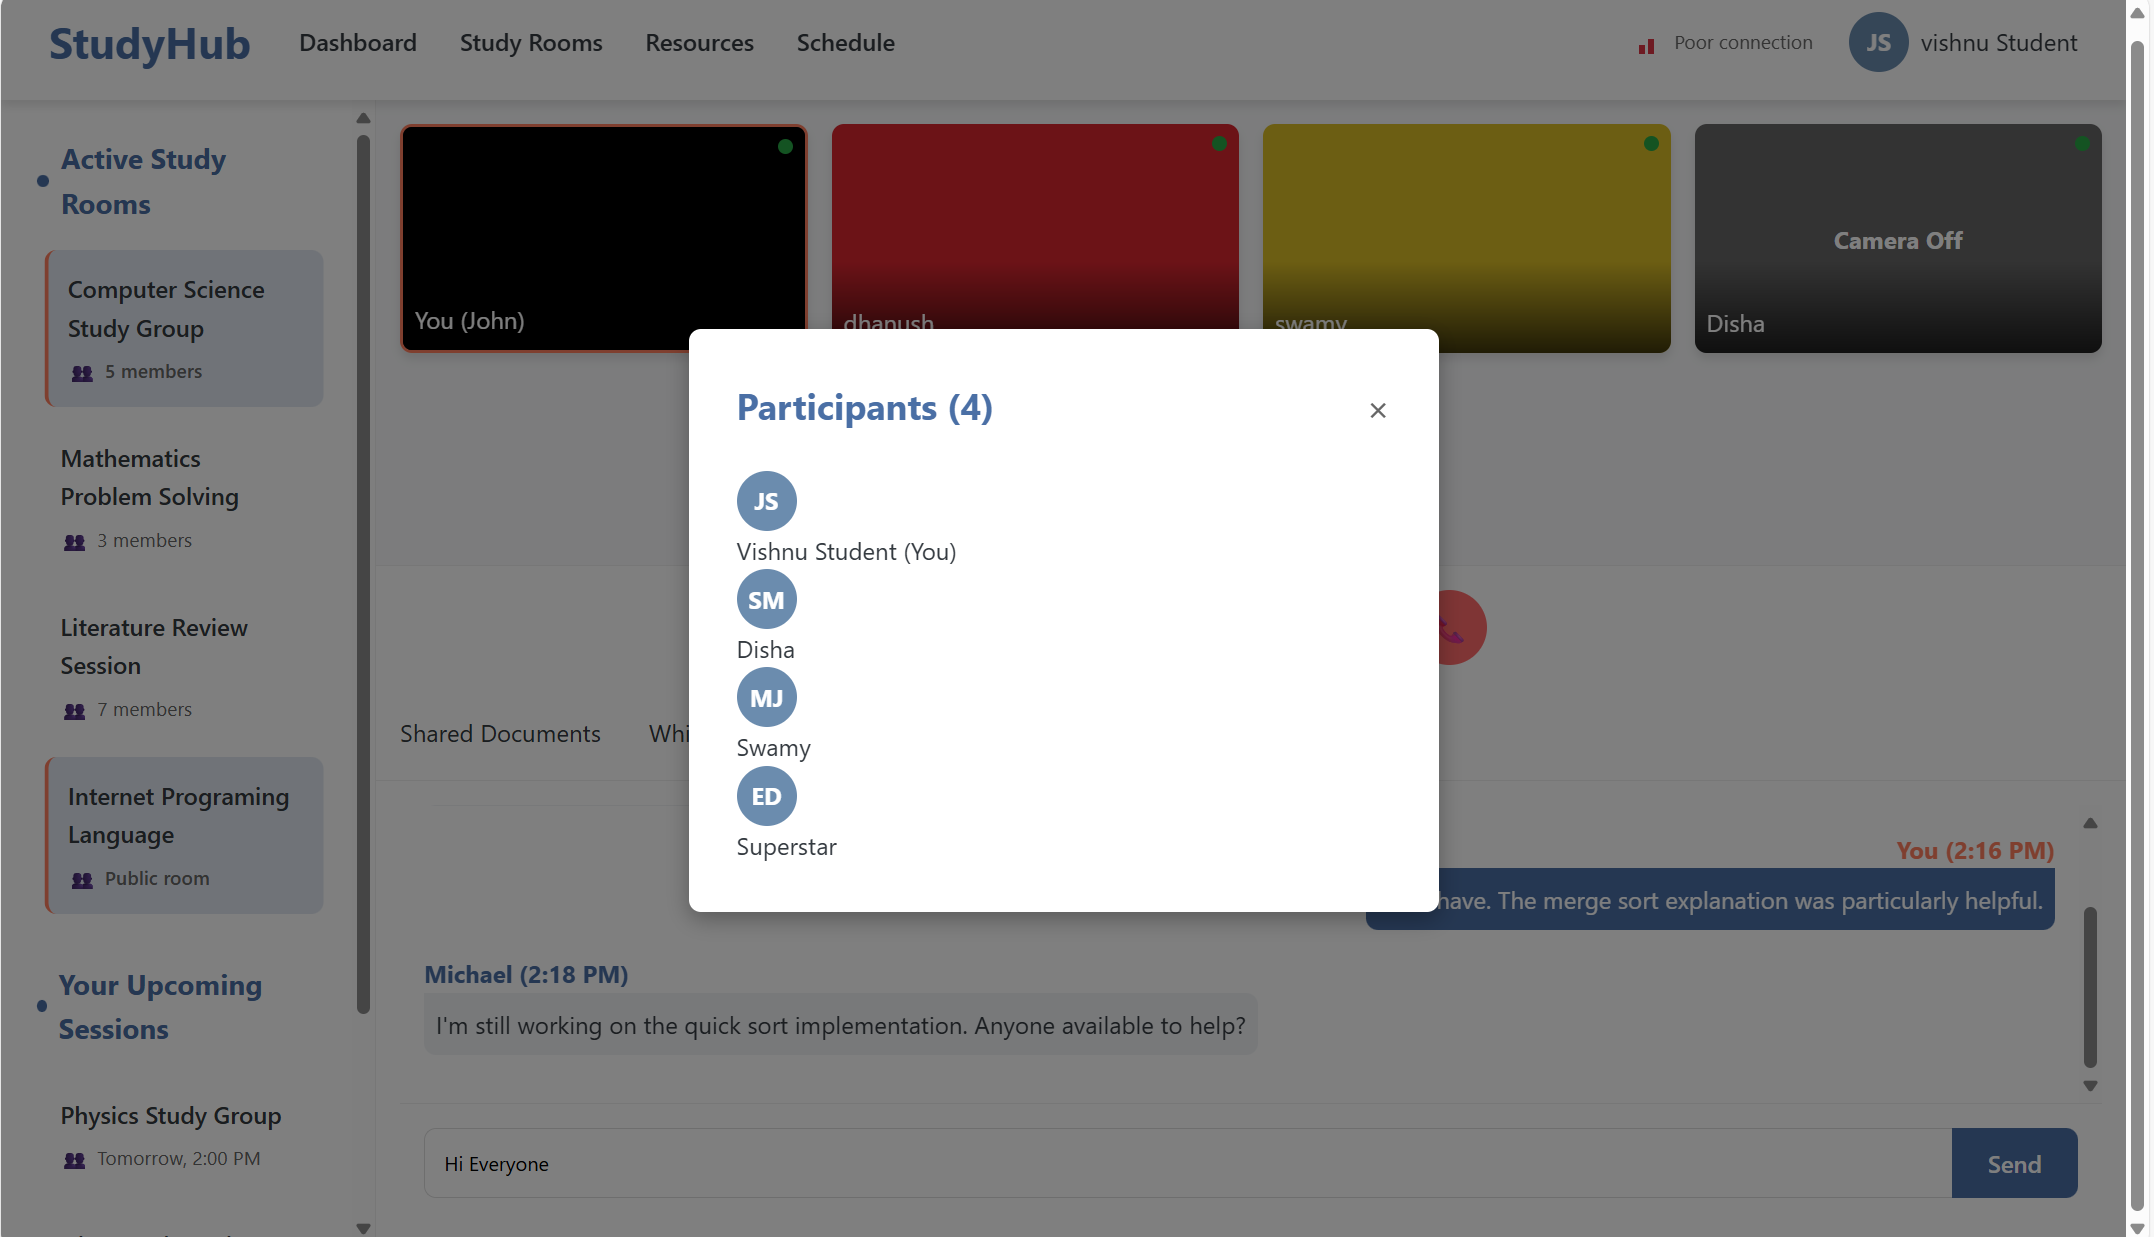 StudyHub Dashboard Study Rooms Resources Schedule Poor connection JS vishnu Student
Active Study
Rooms
Computer Science
Study Group
5 members
Mathematics
Problem Solving
3 members
Literature Review
Session
7 members
Internet Programing
Language
Public room
Your Upcoming
Sessions
Physics Study Group
Tomorrow, 2:00 PM
You (John)
dhanush
swamy
Camera Off
Disha
Participants (4)
×
JS
Vishnu Student (You)
SM
Disha
MJ
Swamy
ED
Superstar
Shared Documents
You (2:16 PM)
have. The merge sort explanation was particularly helpful.
Michael (2:18 PM)
I'm still working on the quick sort implementation. Anyone available to help?
Hi Everyone
Send